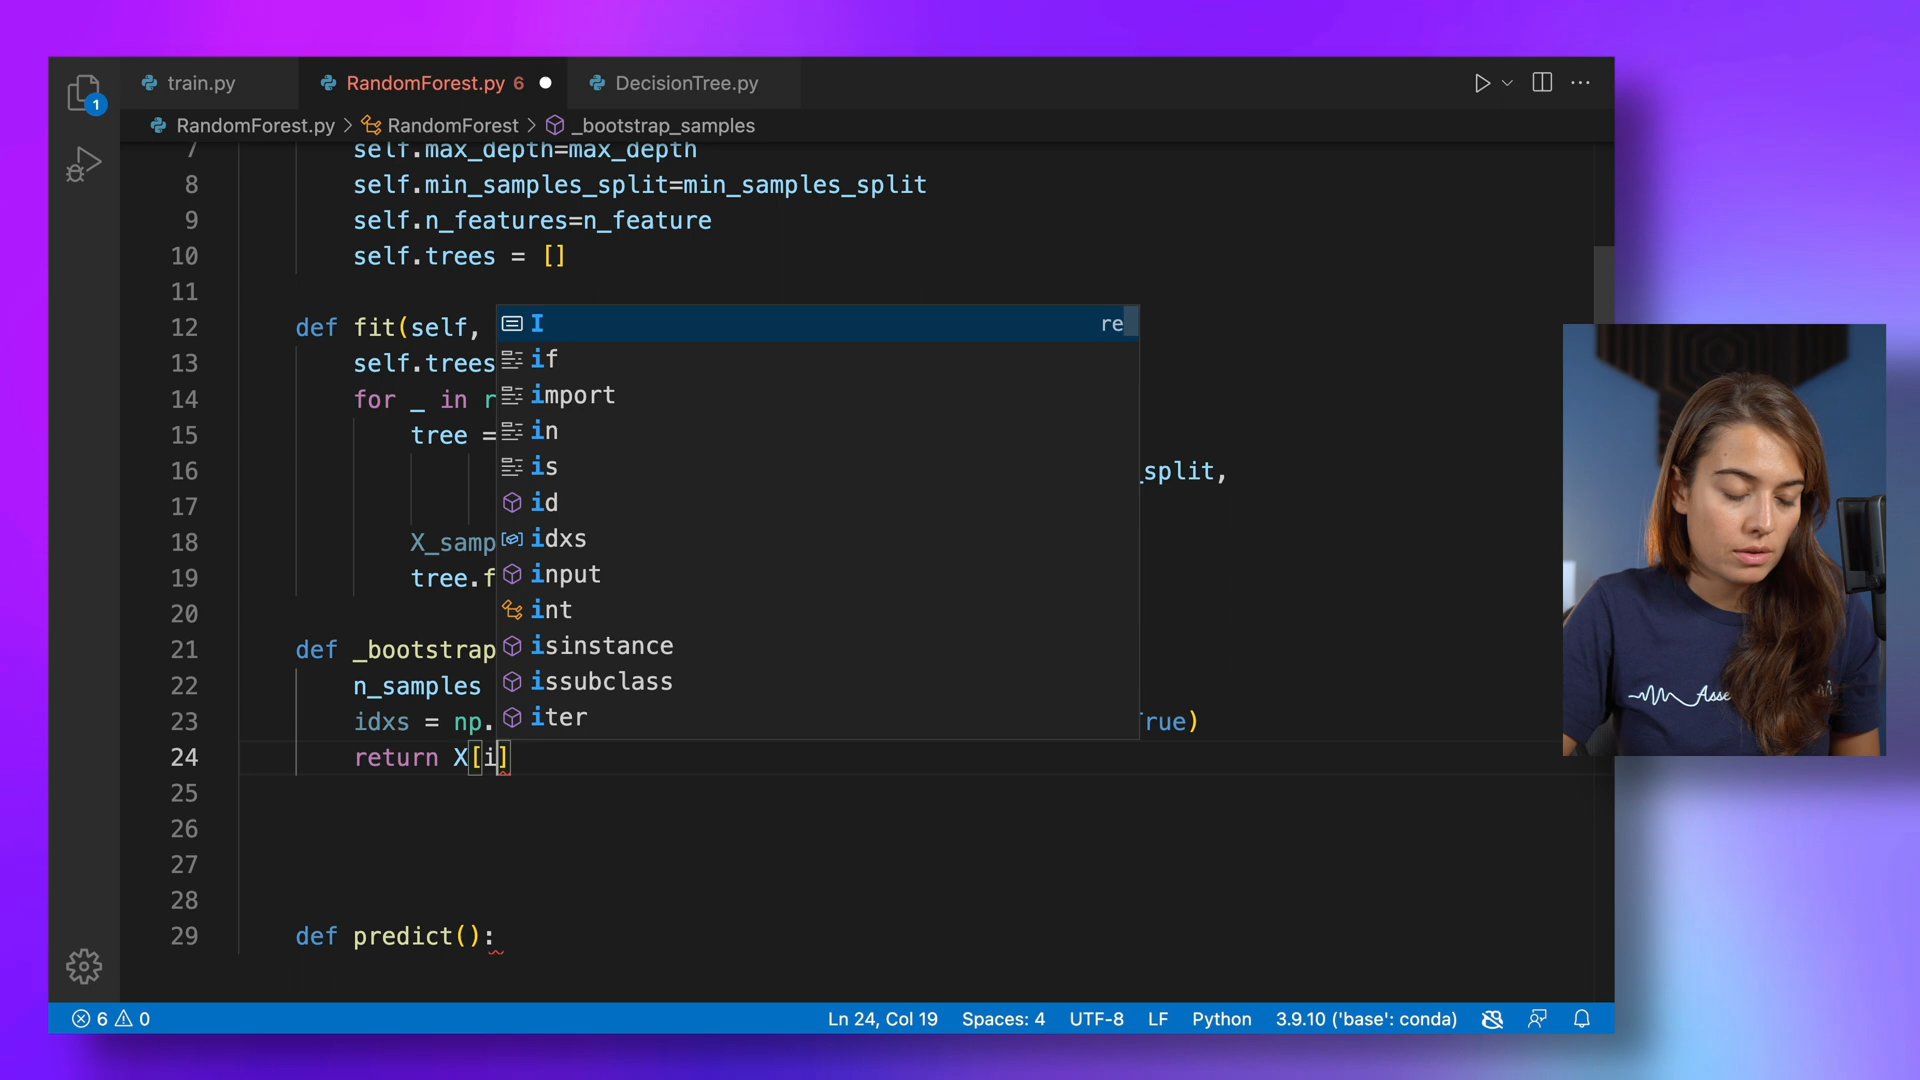 train.py RandomForest.py 6 DecisionTree.py
1
RandomForest.py > RandomForest > _bootstrap_samples
7 self.max_depth=max_depth
8 self.min_samples_split=min_samples_split
9 self.n_features=n_feature
10 self.trees = []
11
12 def fit(self,
13 self.trees
14 for _ in r
15 tree =
16 _split,
17
18 X_samp
19 tree.f
20
21 def _bootstrap
22 n_samples
23 idxs = np. rue)
24 return X[i]
25
26
27
28
29 def predict():
I re
if
import
in
is
id
idxs
input
int
isinstance
issubclass
iter
Asse
6 0 Ln 24, Col 19 Spaces: 4 UTF-8 LF Python 3.9.10 ('base': conda)